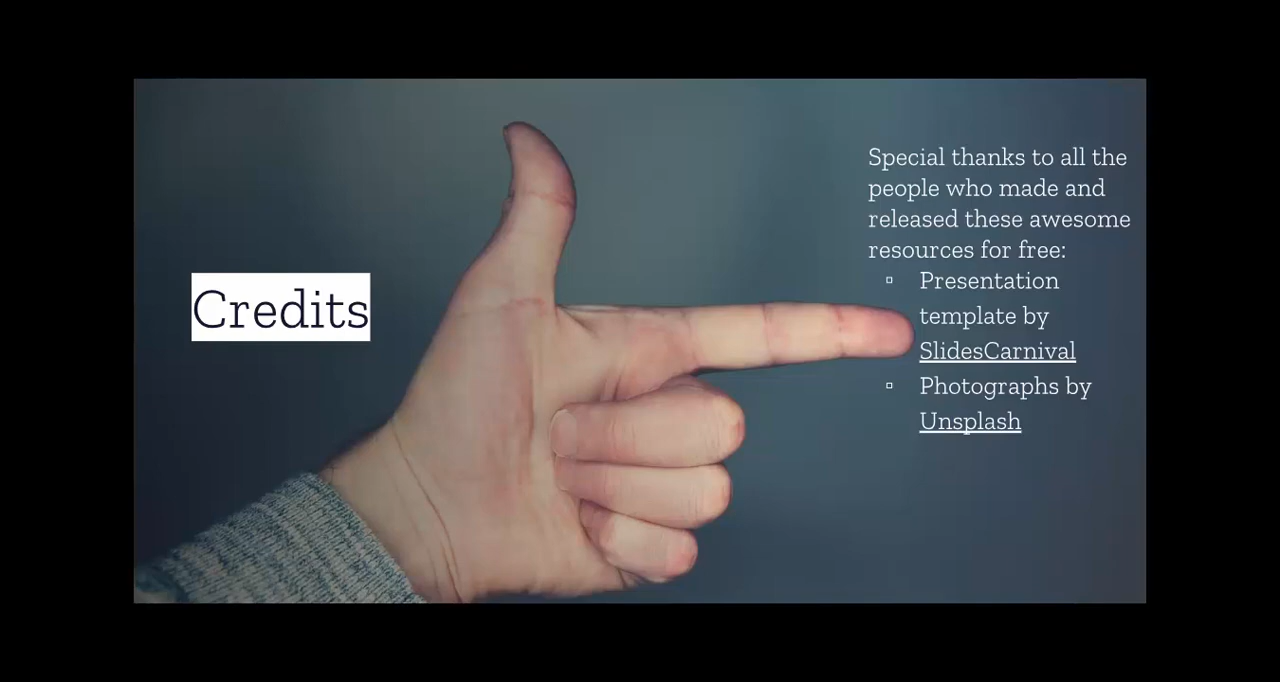 Credits
Special thanks to all the
people who made and
released these awesome
resources for free:
▫ Presentation
template by
SlidesCarnival
▫ Photographs by
Unsplash